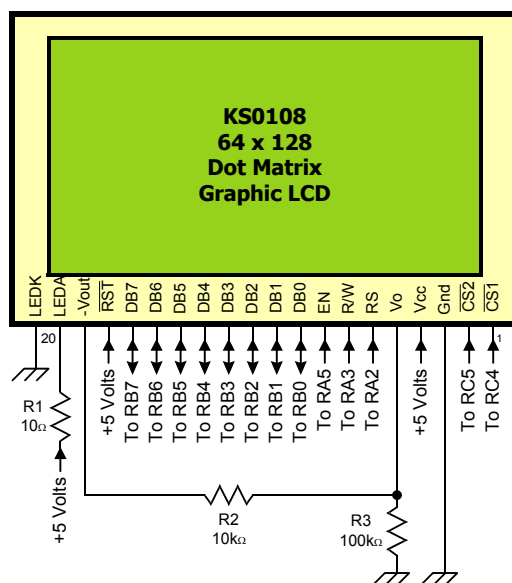 KS0108
64 x 128
Dot Matrix
Graphic LCD
LEDK
LEDA
-Vout
RST
DB7
DB6
DB5
DB4
DB3
DB2
DB1
DB0
EN
R/W
RS
Vo
Vcc
Gnd
CS2
CS1
20
1
+5 Volts
To RB7
To RB6
To RB5
To RB4
To RB3
To RB2
To RB1
To RB0
To RA5
To RA3
To RA2
+5 Volts
To RC5
To RC4
R1
10Ω
+5 Volts
R2
10kΩ
R3
100kΩ